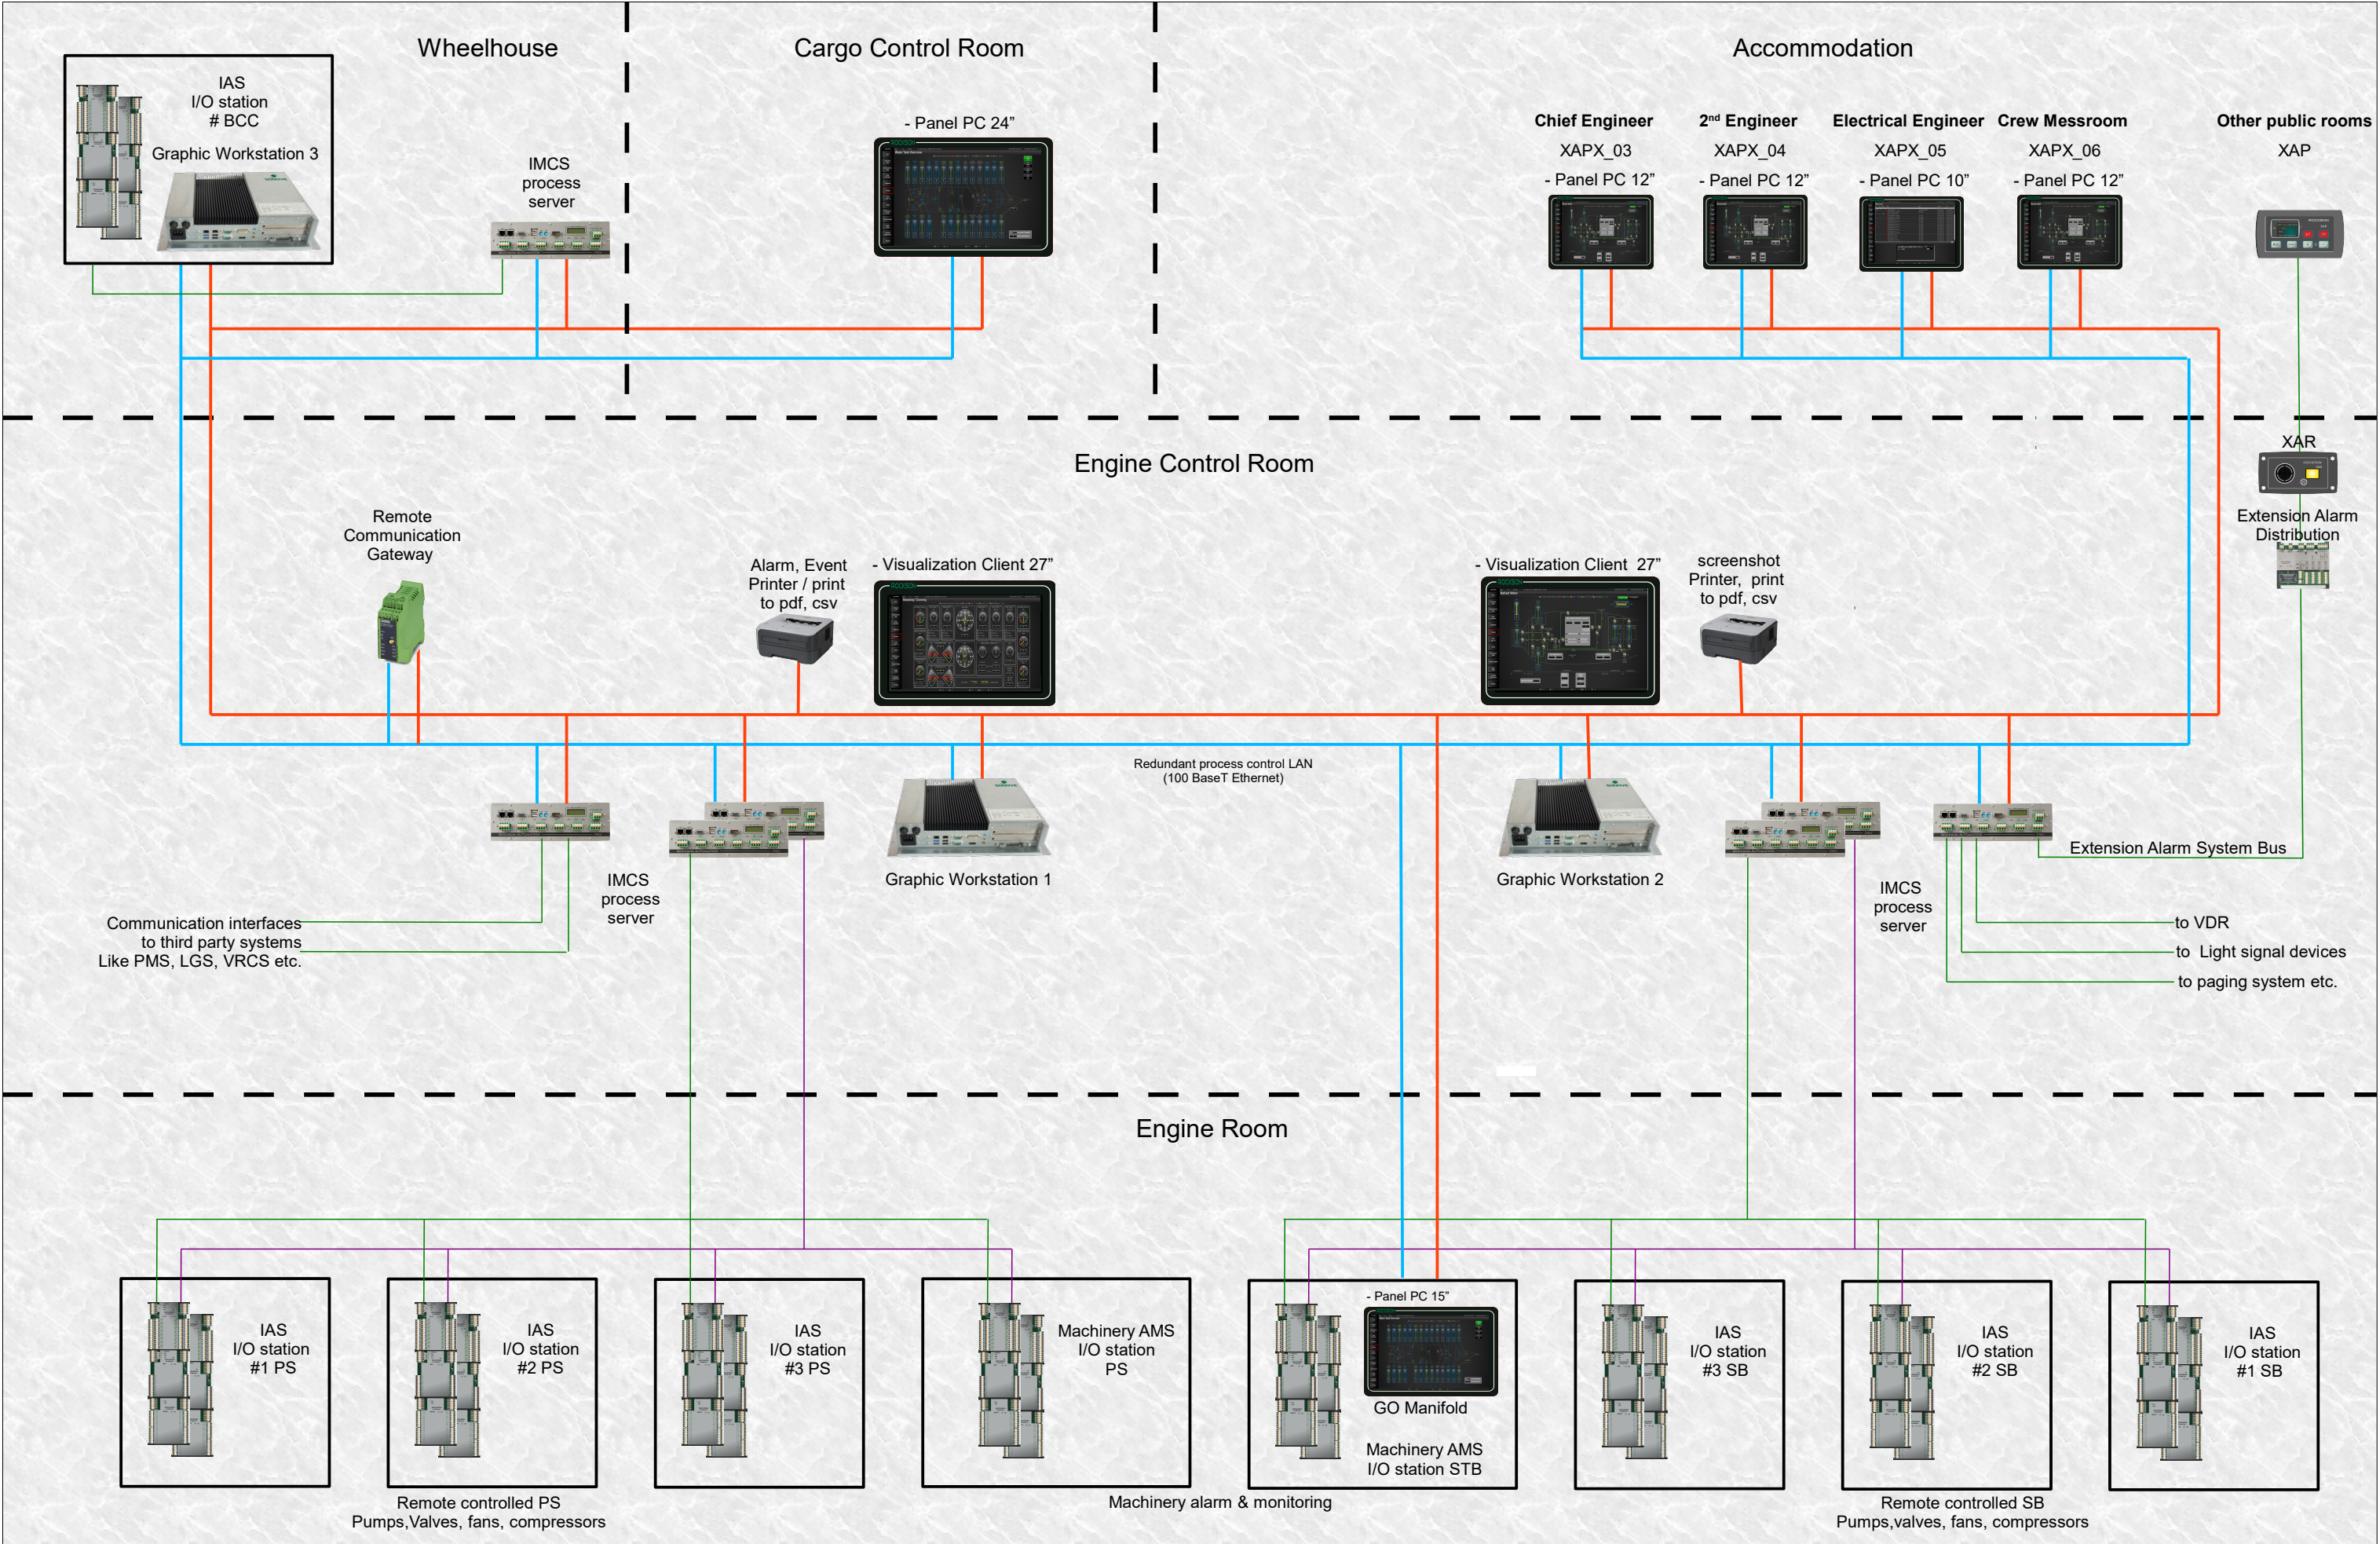 Wheelhouse
Cargo Control Room
Accommodation
IAS
I/O station
# BCC
Graphic Workstation 3
IMCS
process
server
- Panel PC 24”
Chief Engineer
XAPX_03
- Panel PC 12”
2nd Engineer
XAPX_04
- Panel PC 12”
Electrical Engineer
XAPX_05
- Panel PC 10”
Crew Messroom
XAPX_06
- Panel PC 12”
Other public rooms
XAP
Engine Control Room
XAR
Extension Alarm
Distribution
Remote
Communication
Gateway
Alarm, Event
Printer / print
to pdf, csv
- Visualization Client 27”
- Visualization Client 27”
screenshot
Printer, print
to pdf, csv
Redundant process control LAN
(100 BaseT Ethernet)
IMCS
process
server
Graphic Workstation 1
Graphic Workstation 2
IMCS
process
server
Extension Alarm System Bus
Communication interfaces
to third party systems
Like PMS, LGS, VRCS etc.
to VDR
to Light signal devices
to paging system etc.
Engine Room
IAS
I/O station
#1 PS
IAS
I/O station
#2 PS
IAS
I/O station
#3 PS
Machinery AMS
I/O station
PS
- Panel PC 15”
GO Manifold
Machinery AMS
I/O station STB
IAS
I/O station
#3 SB
IAS
I/O station
#2 SB
IAS
I/O station
#1 SB
Remote controlled PS
Pumps,Valves, fans, compressors
Machinery alarm & monitoring
Remote controlled SB
Pumps,valves, fans, compressors